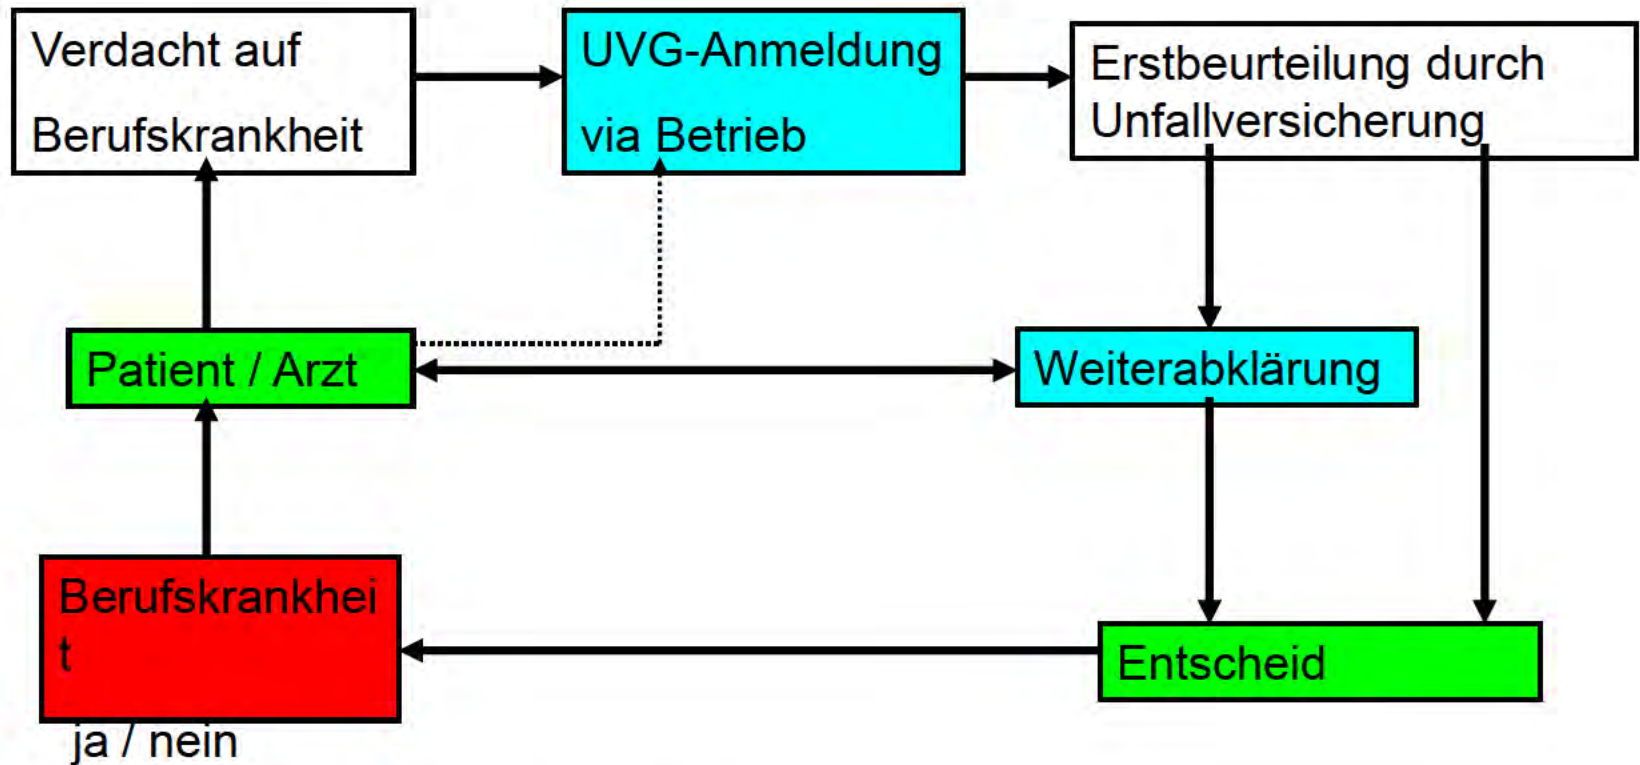 Verdacht auf
Berufskrankheit
UVG-Anmeldung
via Betrieb
Erstbeurteilung durch
Unfallversicherung
Patient / Arzt
Weiterabklärung
Berufskrankhei
t
ja / nein
Entscheid